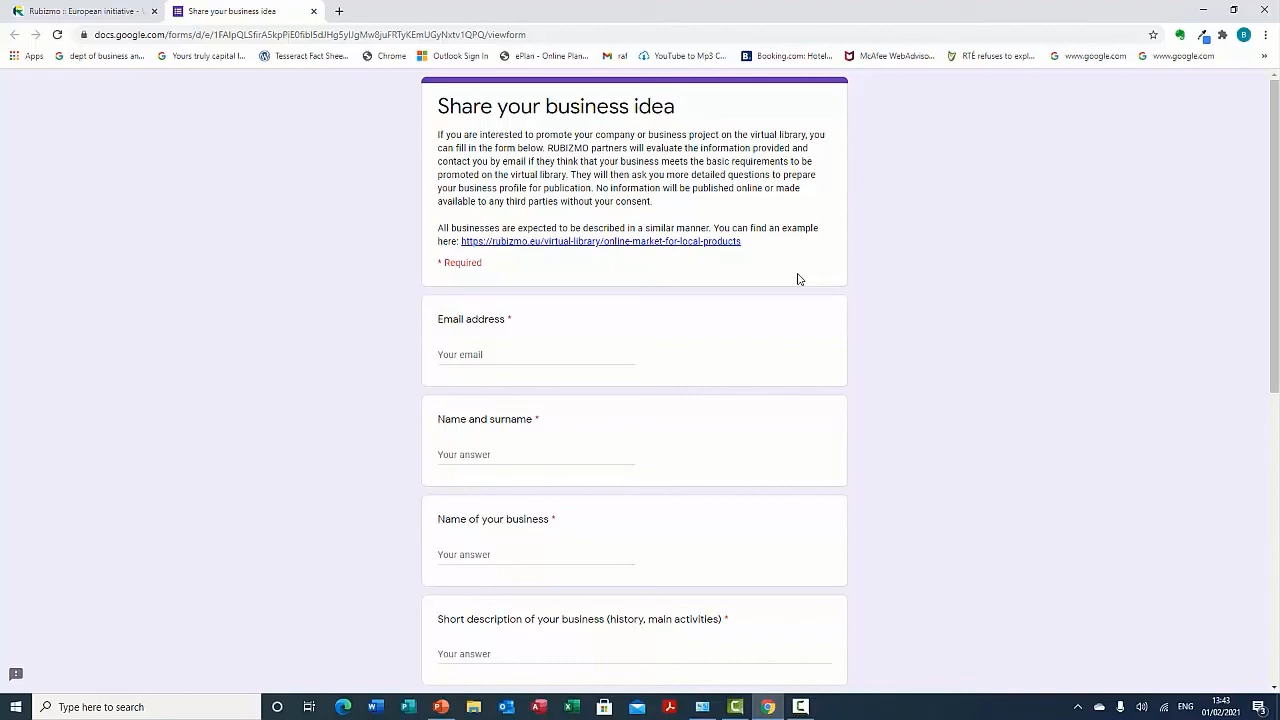 Rubizmo :: European initiative - \
Share your business idea
docs.google.com/forms/d/e/1FAIpQLSfirA5kpPiE0fibl5dJHg5yUgMw8juFRTyKEmUGyNxtv1QPQ/viewform
B
Apps
dept of business an...
Yours truly capital l...
Tesseract Fact Shee...
Chrome
Outlook Sign In
ePlan - Online Plan...
raf
YouTube to Mp3 C...
Booking.com: Hotel...
McAfee WebAdviso...
RTÉ refuses to expl...
www.google.com
www.google.com
»
Share your business idea
If you are interested to promote your company or business project on the virtual library, you
can fill in the form below. RUBIZMO partners will evaluate the information provided and
contact you by email if they think that your business meets the basic requirements to be
promoted on the virtual library. They will then ask you more detailed questions to prepare
your business profile for publication. No information will be published online or made
available to any third parties without your consent.
All businesses are expected to be described in a similar manner. You can find an example
here: https://rubizmo.eu/virtual-library/online-market-for-local-products
* Required
Email address *
Your email
Name and surname *
Your answer
Name of your business *
Your answer
Short description of your business (history, main activities) *
Your answer
Type here to search
ENG
13:43
01/02/2021